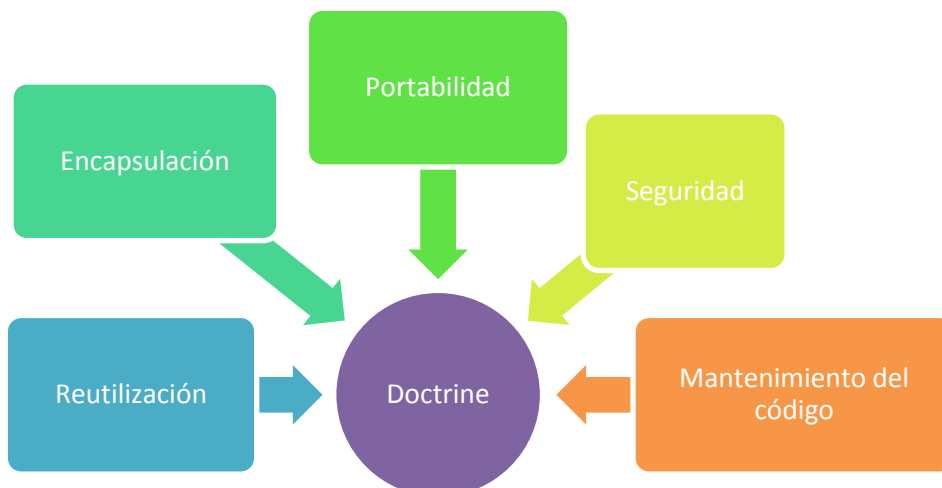 Portabilidad
Encapsulación
Seguridad
Reutilización
Doctrine
Mantenimiento del
código